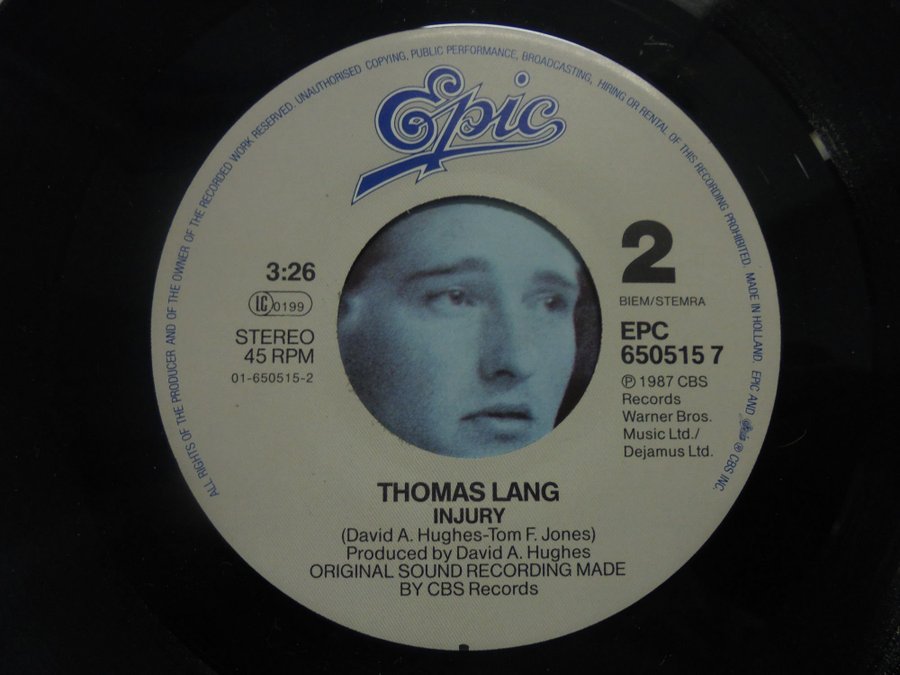 ALL RIGHTS OF THE PRODUCER AND OF THE OWNER OF THE RECORDED WORK RESERVED. UNAUTHORISED COPYING, PUBLIC PERFORMANCE, BROADCASTING, HIRING OR RENTAL OF THIS RECORDING PROHIBITED. MADE IN HOLLAND. EPIC AND Epic ® CBS INC.
Epic
3:26
LC 0199
STEREO
45 RPM
01-650515-2
2
BIEM/STEMRA
EPC
650515 7
℗ 1987 CBS
Records
Warner Bros.
Music Ltd./
Dejamus Ltd.
THOMAS LANG
INJURY
(David A. Hughes-Tom F. Jones)
Produced by David A. Hughes
ORIGINAL SOUND RECORDING MADE
BY CBS Records